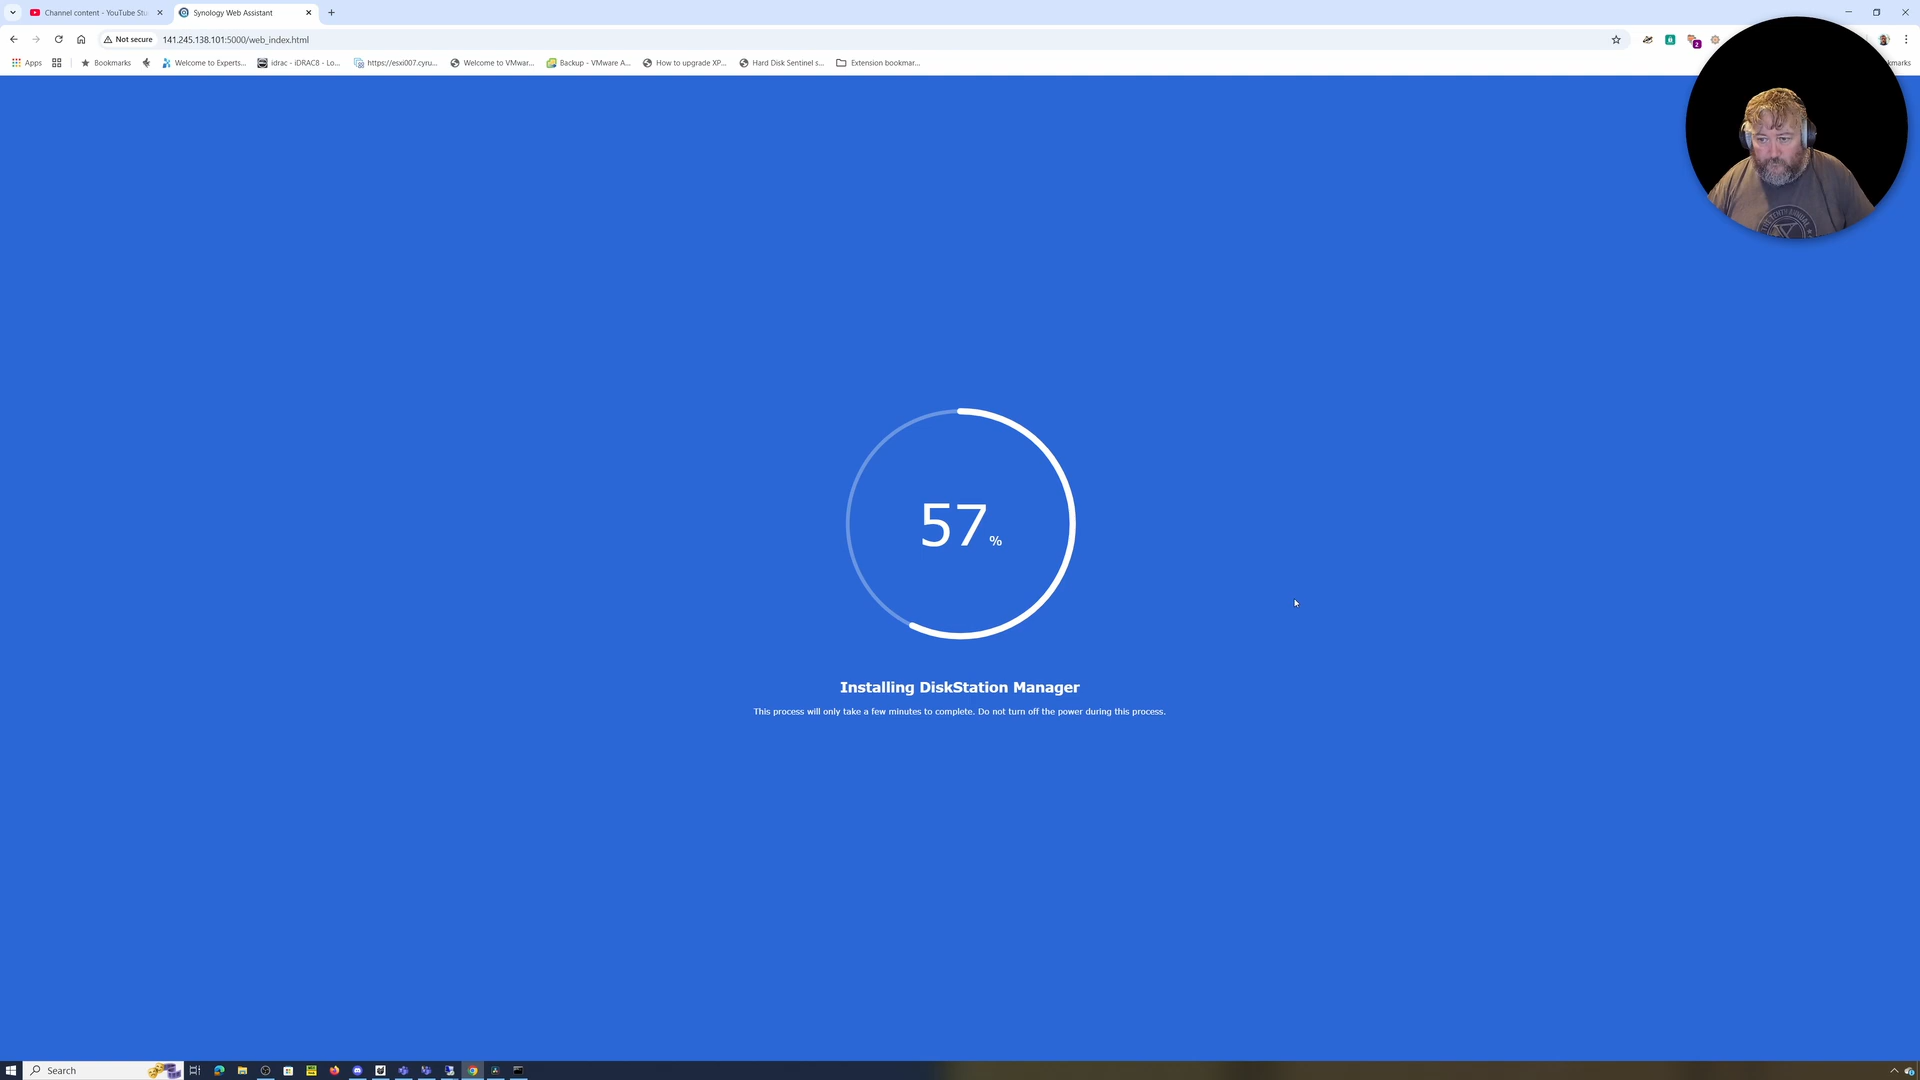 Channel content - YouTube Stu
Synology Web Assistant
Not secure
141.245.138.101:5000/web_index.html
2
Apps
Bookmarks
Welcome to Experts...
idrac - iDRAC8 - Lo...
https://esxi007.cyru...
Welcome to VMwar...
Backup - VMware A...
How to upgrade XP...
Hard Disk Sentinel s...
Extension bookmar...
kmarks
57 %
Installing DiskStation Manager
This process will only take a few minutes to complete. Do not turn off the power during this process.
Search